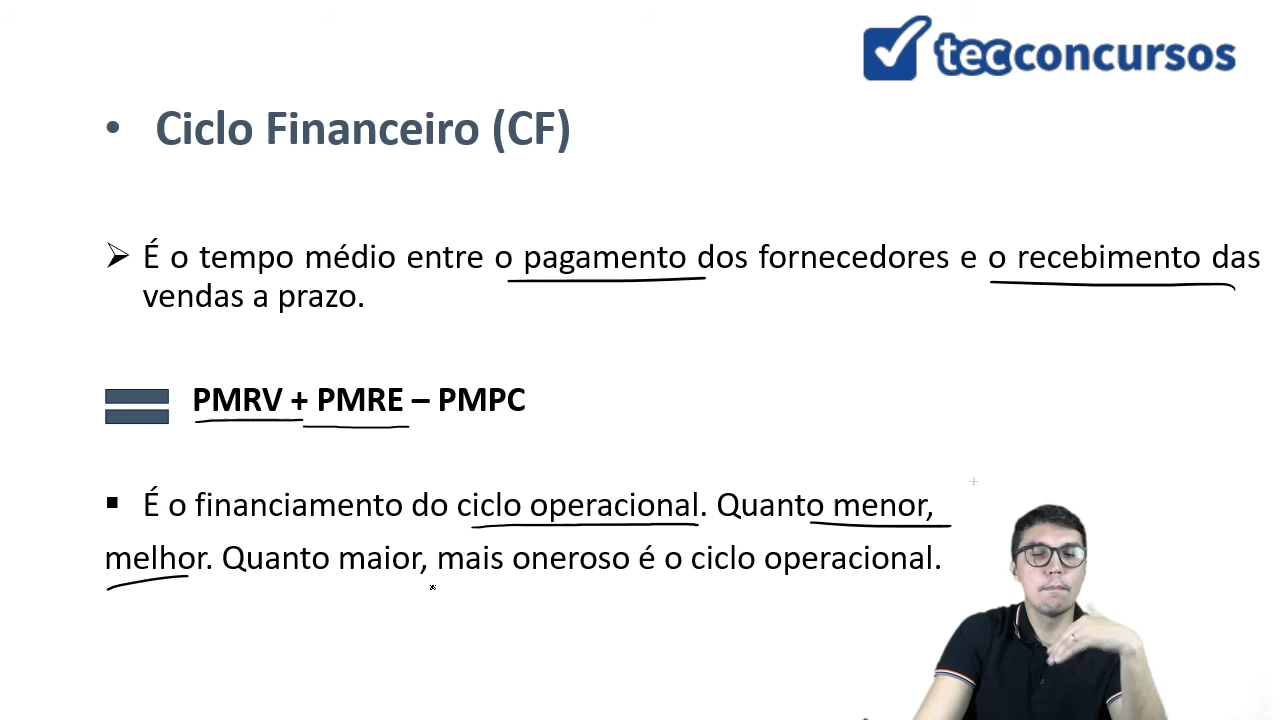 tecconcursos
• Ciclo Financeiro (CF)
➢ É o tempo médio entre o pagamento dos fornecedores e o recebimento das
vendas a prazo.
= PMRV + PMRE – PMPC
▪ É o financiamento do ciclo operacional. Quanto menor,
melhor. Quanto maior, mais oneroso é o ciclo operacional.